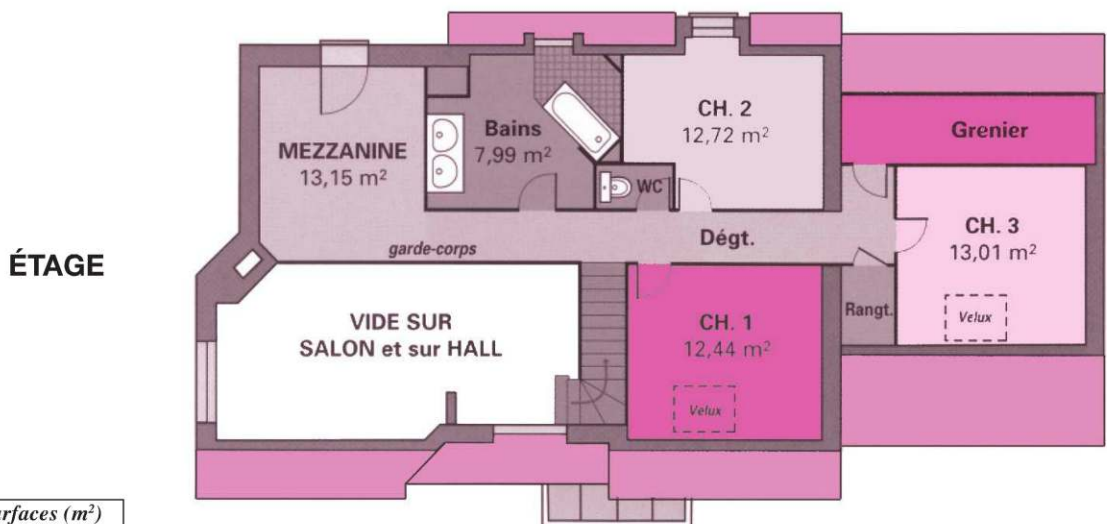 CH. 2
12,72 m²
Bains
7,99 m²
Grenier
MEZZANINE
13,15 m²
WC
CH. 3
13,01 m²
Dégt.
garde-corps
ÉTAGE
VIDE SUR
SALON et sur HALL
CH. 1
12,44 m²
Rangt.
Velux
Velux
rfaces (m²)